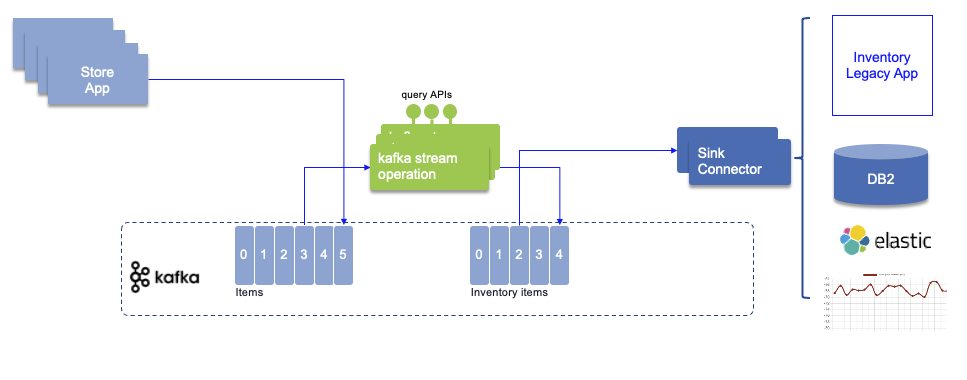 Store
App
query APIs
kafka stream
operation
Sink
Connector
Inventory
Legacy App
DB2
elastic
kafka
0 1 2 3 4 5
Items
0 1 2 3 4
Inventory items